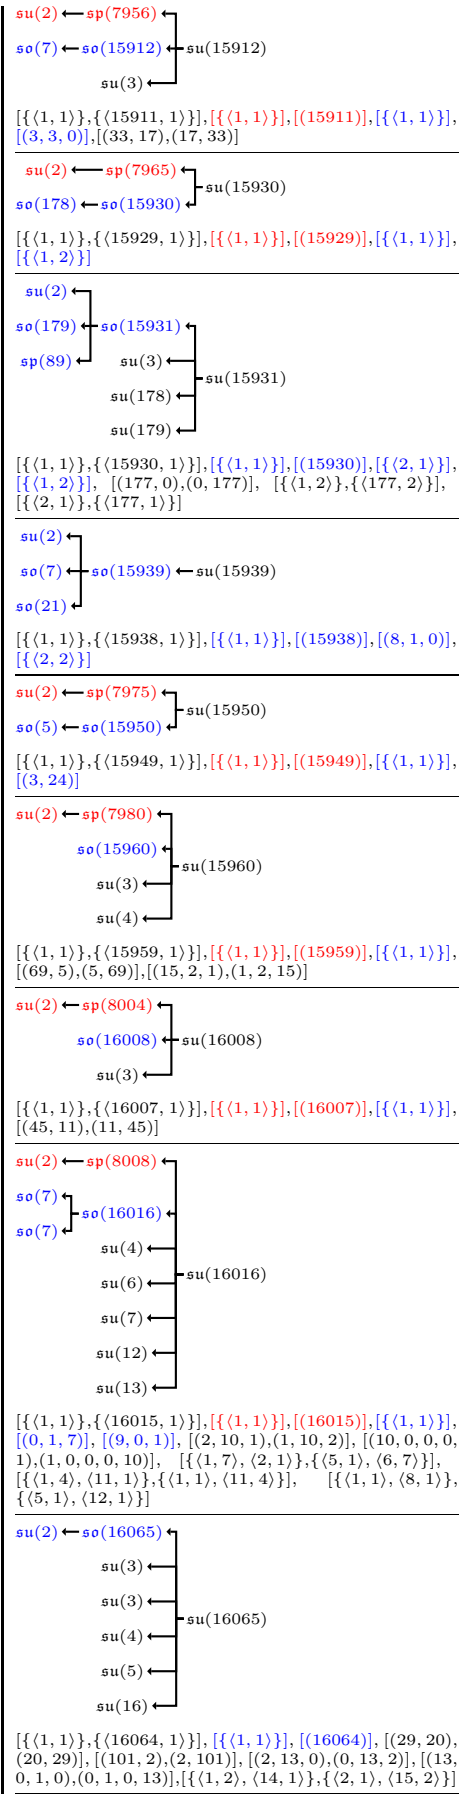 𝔰𝔲(2) 𝔰𝔭(7956)
𝔰𝔬(7) 𝔰𝔬(15912) 𝔰𝔲(15912)
𝔰𝔲(3)
[{⟨1, 1⟩},{⟨15911, 1⟩}],[{⟨1, 1⟩}],[(15911)],[{⟨1, 1⟩}],
[(3, 3, 0)],[(33, 17),(17, 33)]
𝔰𝔲(2) 𝔰𝔭(7965)
𝔰𝔲(15930)
𝔰𝔬(178) 𝔰𝔬(15930)
[{⟨1, 1⟩},{⟨15929, 1⟩}],[{⟨1, 1⟩}],[(15929)],[{⟨1, 1⟩}],
[{⟨1, 2⟩}]
𝔰𝔲(2)
𝔰𝔬(179) 𝔰𝔬(15931)
𝔰𝔭(89) 𝔰𝔲(3)
𝔰𝔲(15931)
𝔰𝔲(178)
𝔰𝔲(179)
[{⟨1, 1⟩},{⟨15930, 1⟩}],[{⟨1, 1⟩}],[(15930)],[{⟨2, 1⟩}],
[{⟨1, 2⟩}], [(177, 0),(0, 177)], [{⟨1, 2⟩},{⟨177, 2⟩}],
[{⟨2, 1⟩},{⟨177, 1⟩}]
𝔰𝔲(2)
𝔰𝔬(7) 𝔰𝔬(15939) 𝔰𝔲(15939)
𝔰𝔬(21)
[{⟨1, 1⟩},{⟨15938, 1⟩}],[{⟨1, 1⟩}],[(15938)],[(8, 1, 0)],
[{⟨2, 2⟩}]
𝔰𝔲(2) 𝔰𝔭(7975)
𝔰𝔲(15950)
𝔰𝔬(5) 𝔰𝔬(15950)
[{⟨1, 1⟩},{⟨15949, 1⟩}],[{⟨1, 1⟩}],[(15949)],[{⟨1, 1⟩}],
[(3, 24)]
𝔰𝔲(2) 𝔰𝔭(7980)
𝔰𝔬(15960)
𝔰𝔲(15960)
𝔰𝔲(3)
𝔰𝔲(4)
[{⟨1, 1⟩},{⟨15959, 1⟩}],[{⟨1, 1⟩}],[(15959)],[{⟨1, 1⟩}],
[(69, 5),(5, 69)],[(15, 2, 1),(1, 2, 15)]
𝔰𝔲(2) 𝔰𝔭(8004)
𝔰𝔬(16008) 𝔰𝔲(16008)
𝔰𝔲(3)
[{⟨1, 1⟩},{⟨16007, 1⟩}],[{⟨1, 1⟩}],[(16007)],[{⟨1, 1⟩}],
[(45, 11),(11, 45)]
𝔰𝔲(2) 𝔰𝔭(8008)
𝔰𝔬(7)
𝔰𝔬(16016)
𝔰𝔬(7)
𝔰𝔲(4)
𝔰𝔲(16016)
𝔰𝔲(6)
𝔰𝔲(7)
𝔰𝔲(12)
𝔰𝔲(13)
[{⟨1, 1⟩},{⟨16015, 1⟩}],[{⟨1, 1⟩}],[(16015)],[{⟨1, 1⟩}],
[(0, 1, 7)], [(9, 0, 1)], [(2, 10, 1),(1, 10, 2)], [(10, 0, 0, 0,
1),(1, 0, 0, 0, 10)], [{⟨1, 7⟩, ⟨2, 1⟩},{⟨5, 1⟩, ⟨6, 7⟩}],
[{⟨1, 4⟩, ⟨11, 1⟩},{⟨1, 1⟩, ⟨11, 4⟩}], [{⟨1, 1⟩, ⟨8, 1⟩},
{⟨5, 1⟩, ⟨12, 1⟩}]
𝔰𝔲(2) 𝔰𝔬(16065)
𝔰𝔲(3)
𝔰𝔲(3)
𝔰𝔲(16065)
𝔰𝔲(4)
𝔰𝔲(5)
𝔰𝔲(16)
[{⟨1, 1⟩},{⟨16064, 1⟩}], [{⟨1, 1⟩}], [(16064)], [(29, 20),
(20, 29)], [(101, 2),(2, 101)], [(2, 13, 0),(0, 13, 2)], [(13,
0, 1, 0),(0, 1, 0, 13)],[{⟨1, 2⟩, ⟨14, 1⟩},{⟨2, 1⟩, ⟨15, 2⟩}]